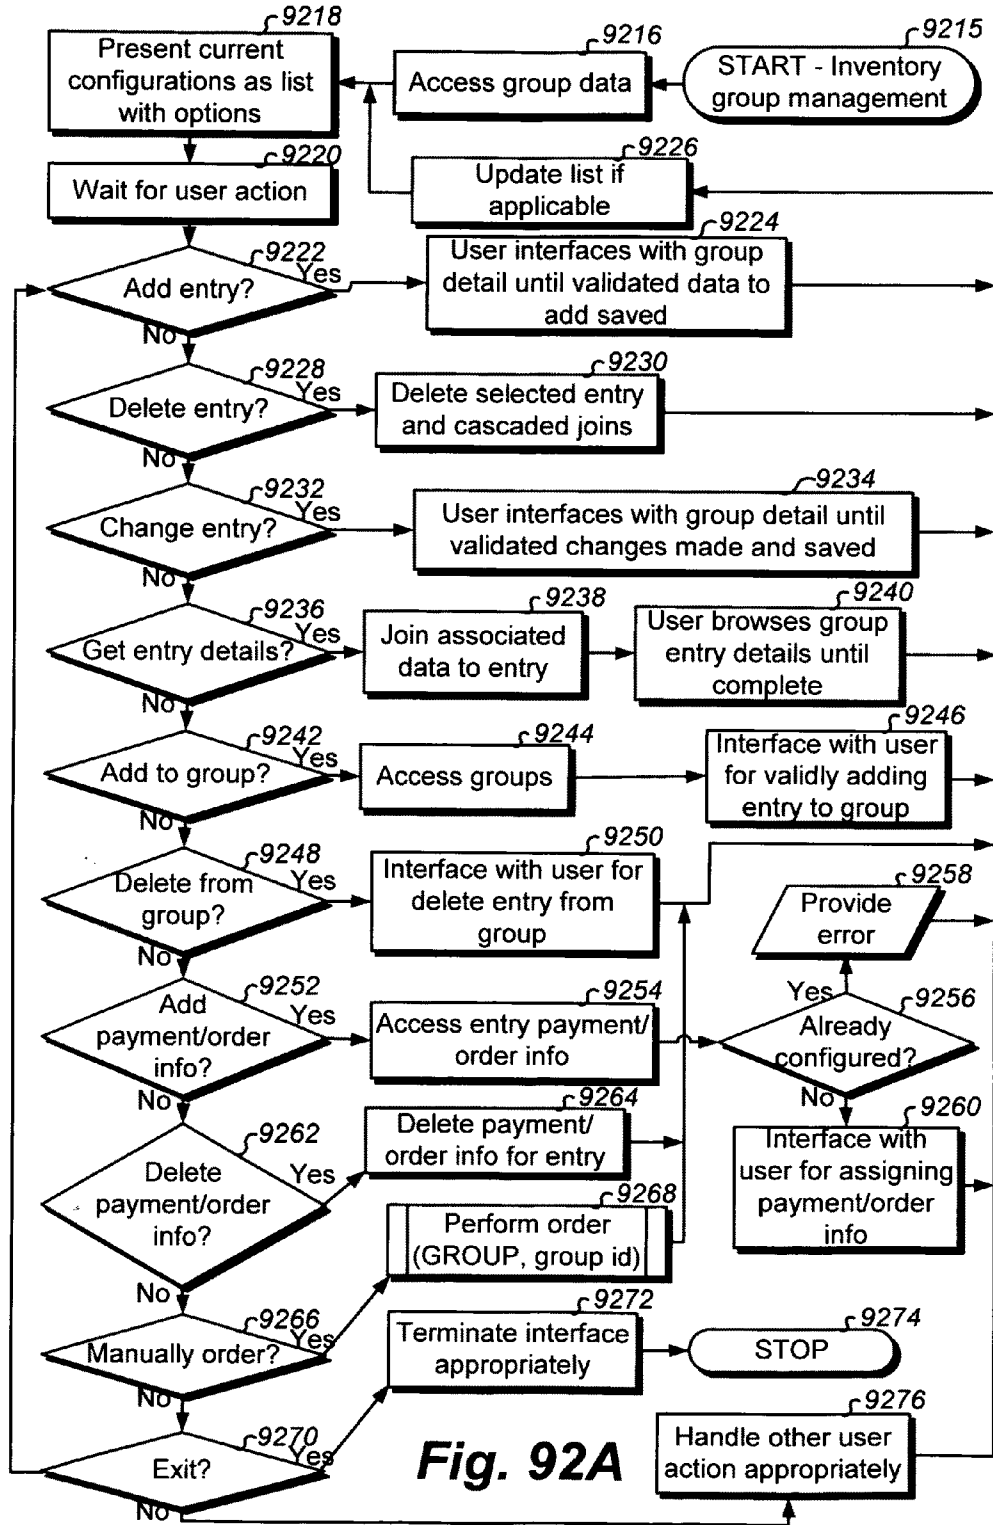 9218
Present current
configurations as list
with options
9216
Access group data
9215
START - Inventory
group management
9220
Wait for user action
9226
Update list if
applicable
9222
Add entry?
Yes
No
9224
User interfaces with group
detail until validated data to
add saved
9228
Delete entry?
Yes
No
9230
Delete selected entry
and cascaded joins
9232
Change entry?
Yes
No
9234
User interfaces with group detail until
validated changes made and saved
9236
Get entry details?
Yes
No
9238
Join associated
data to entry
9240
User browses group
entry details until
complete
9242
Add to group?
Yes
No
9244
Access groups
9246
Interface with user
for validly adding
entry to group
9248
Delete from
group?
Yes
No
9250
Interface with user for
delete entry from
group
9258
Provide
error
9252
Add
payment/order
info?
Yes
No
9254
Access entry payment/
order info
Yes
9256
Already
configured?
No
9260
Interface with
user for assigning
payment/order
info
9262
Delete
payment/order
info?
Yes
No
9264
Delete payment/
order info for entry
9268
Perform order
(GROUP, group id)
9266
Manually order?
Yes
No
9272
Terminate interface
appropriately
9274
STOP
9270
Exit?
Yes
No
9276
Handle other user
action appropriately
Fig. 92A